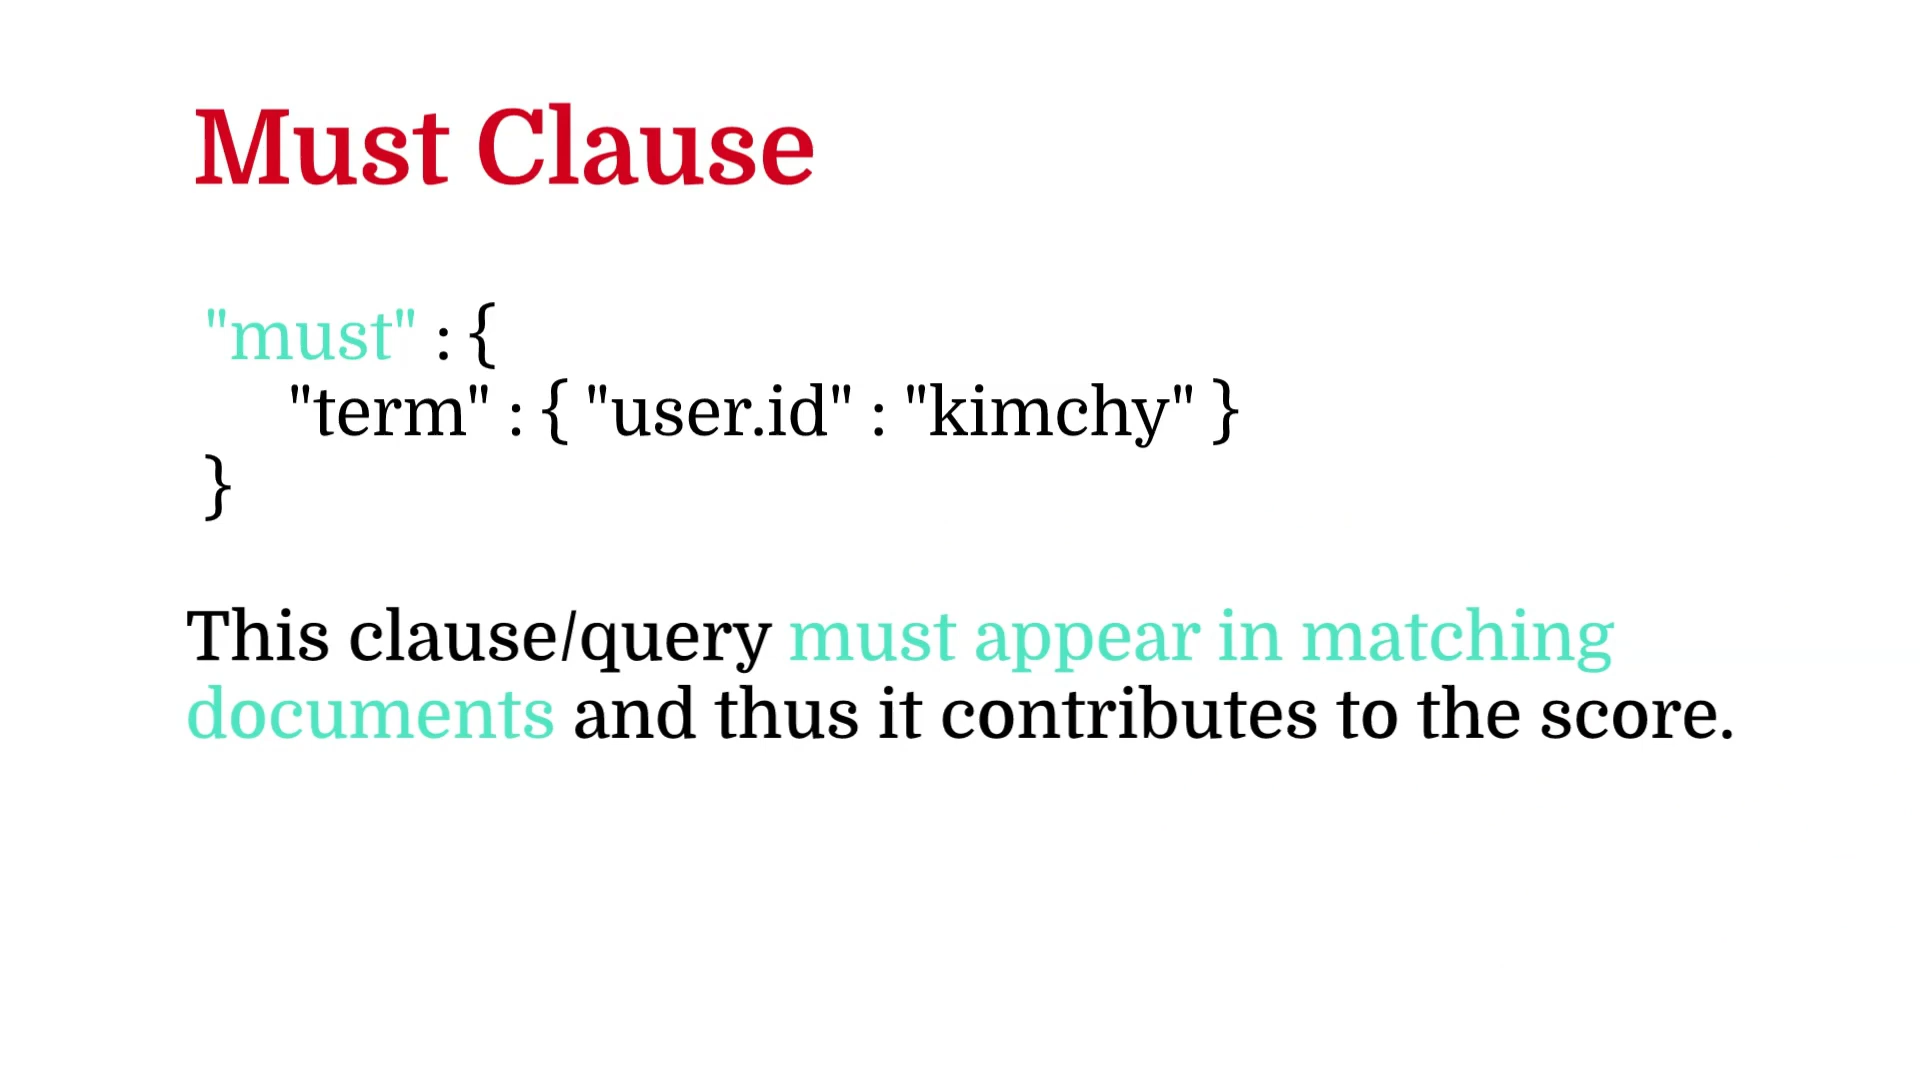 Must Clause
"must" : {
"term" : { "user.id" : "kimchy" }
}
This clause/query must appear in matching
documents and thus it contributes to the score.